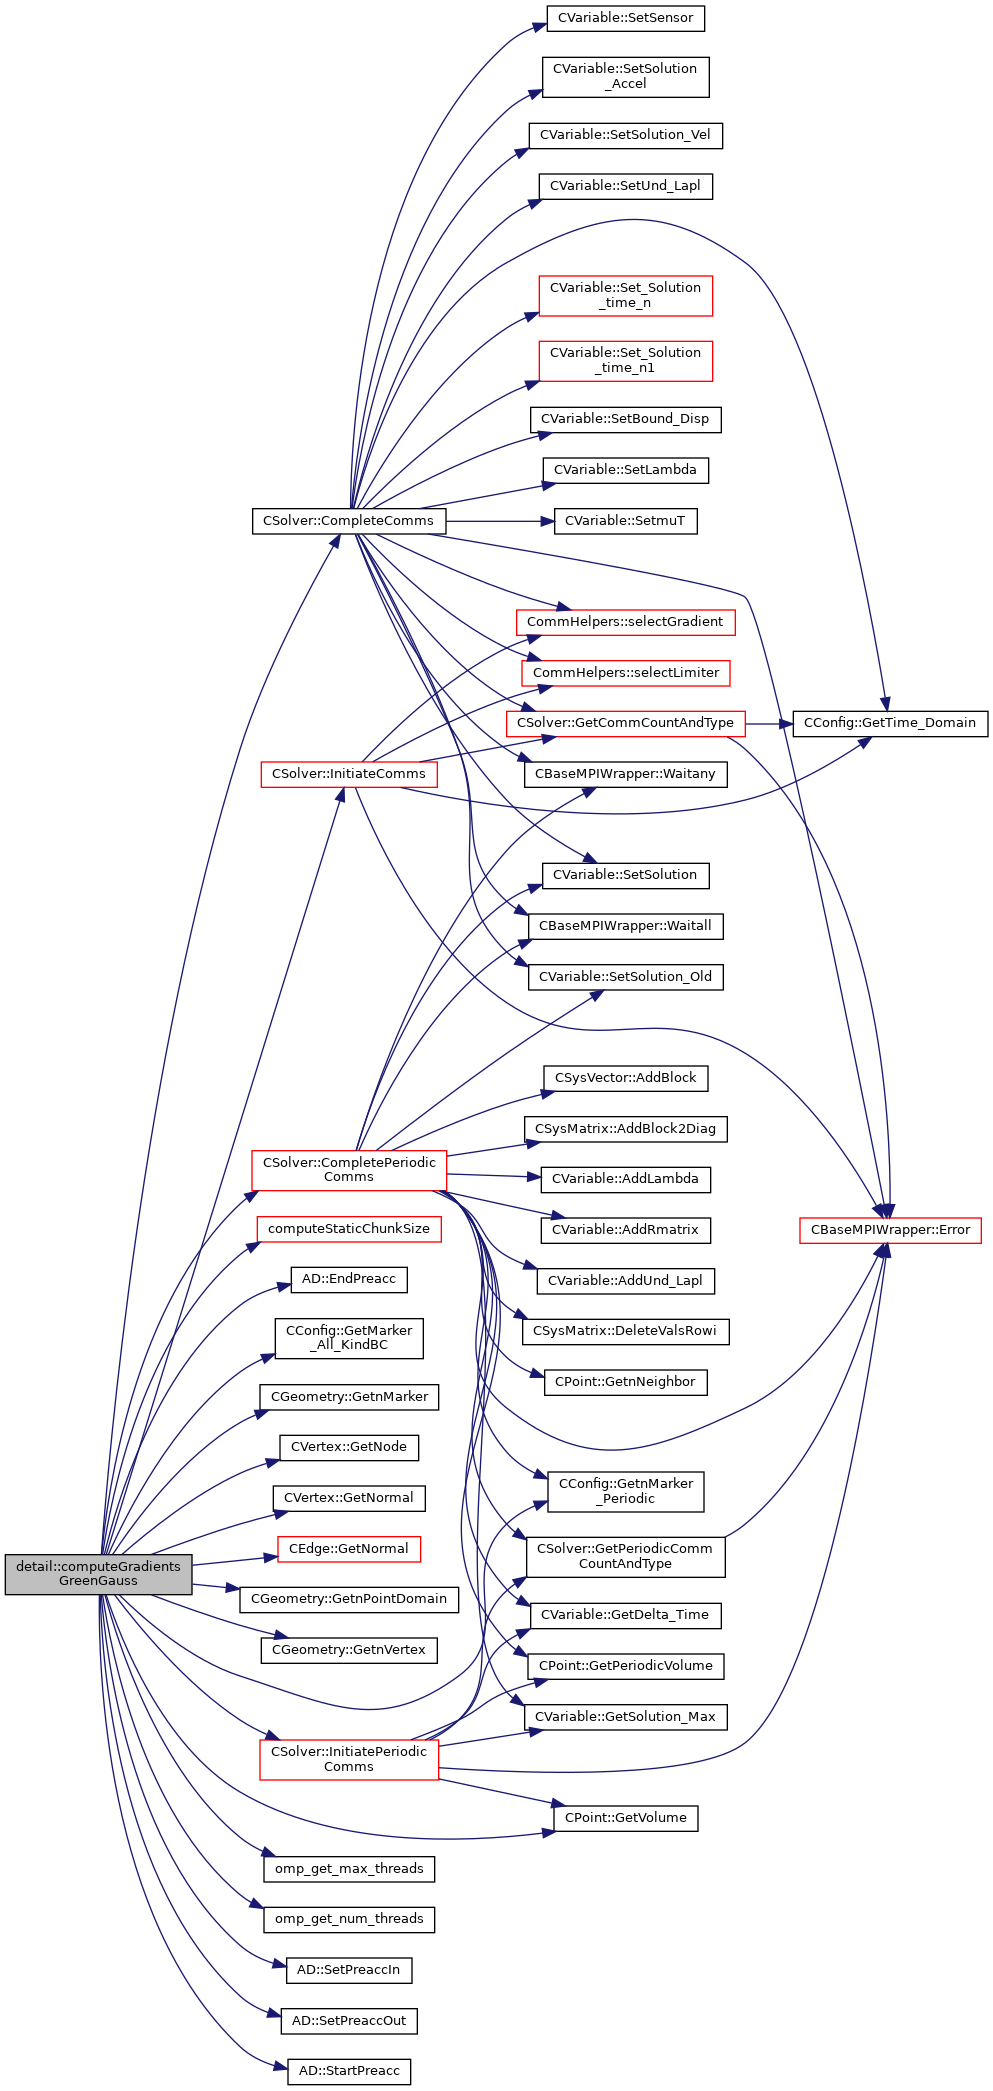 CVariable::SetSensor
CVariable::SetSolution
_Accel
CVariable::SetSolution_Vel
CVariable::SetUnd_Lapl
CVariable::Set_Solution
_time_n
CVariable::Set_Solution
_time_n1
CVariable::SetBound_Disp
CVariable::SetLambda
CSolver::CompleteComms
CVariable::SetmuT
CommHelpers::selectGradient
CommHelpers::selectLimiter
CSolver::GetCommCountAndType
CConfig::GetTime_Domain
CSolver::InitiateComms
CBaseMPIWrapper::Waitany
CVariable::SetSolution
CBaseMPIWrapper::Waitall
CVariable::SetSolution_Old
CSysVector::AddBlock
CSysMatrix::AddBlock2Diag
CSolver::CompletePeriodic
Comms
CVariable::AddLambda
computeStaticChunkSize
CVariable::AddRmatrix
CBaseMPIWrapper::Error
AD::EndPreacc
CVariable::AddUnd_Lapl
CConfig::GetMarker
_All_KindBC
CSysMatrix::DeleteValsRowi
CGeometry::GetnMarker
CPoint::GetnNeighbor
CVertex::GetNode
CVertex::GetNormal
CConfig::GetnMarker
_Periodic
CEdge::GetNormal
CSolver::GetPeriodicComm
CountAndType
detail::computeGradients
GreenGauss
CGeometry::GetnPointDomain
CVariable::GetDelta_Time
CGeometry::GetnVertex
CPoint::GetPeriodicVolume
CVariable::GetSolution_Max
CSolver::InitiatePeriodic
Comms
CPoint::GetVolume
omp_get_max_threads
omp_get_num_threads
AD::SetPreaccIn
AD::SetPreaccOut
AD::StartPreacc